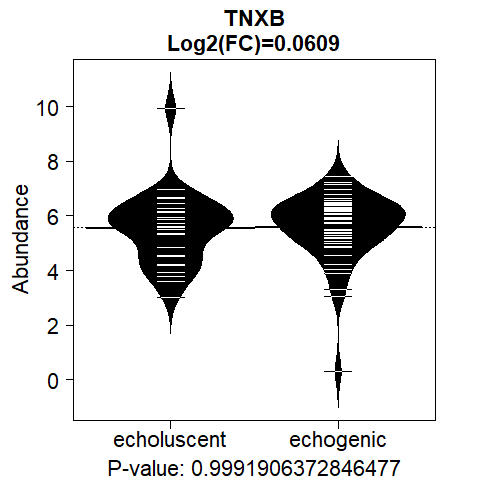 TNXB
Log2(FC)=0.0609
Abundance
10
8
6
4
2
0
echoluscent echogenic
P-value: 0.9991906372846477